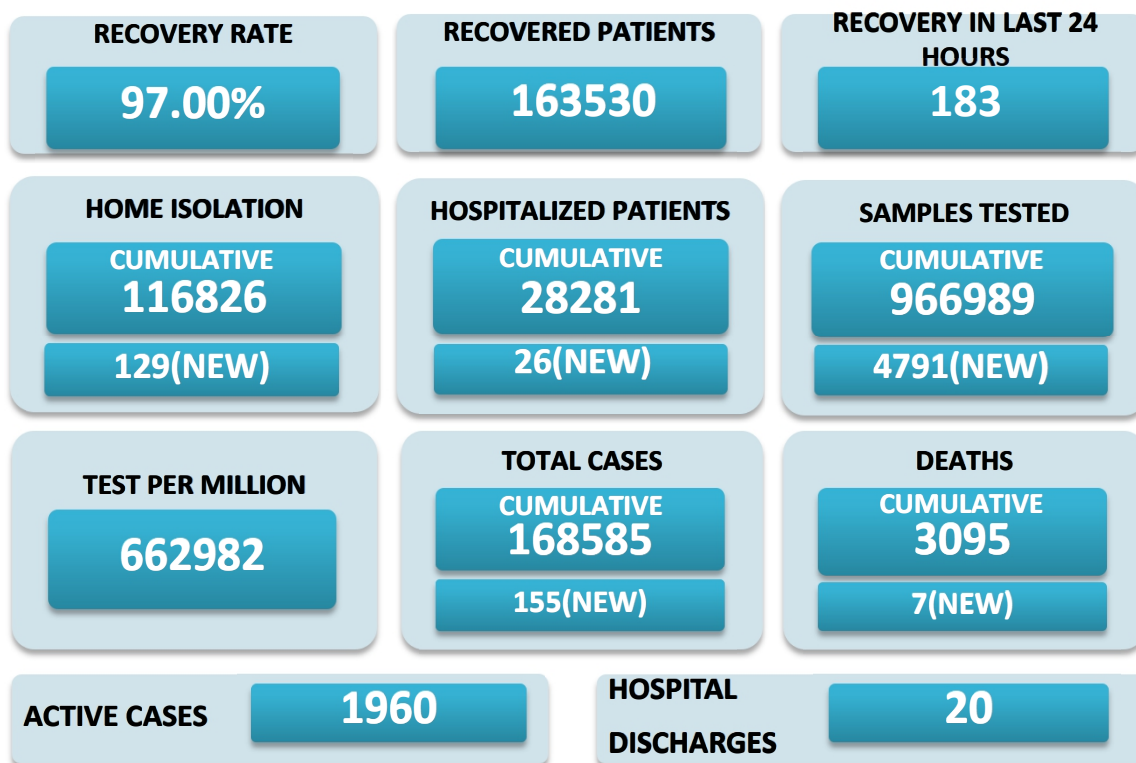 RECOVERY RATE
97.00%
RECOVERED PATIENTS
163530
RECOVERY IN LAST 24
HOURS
183
HOME ISOLATION
CUMULATIVE
116826
129(NEW)
HOSPITALIZED PATIENTS
CUMULATIVE
28281
26(NEW)
SAMPLES TESTED
CUMULATIVE
966989
4791(NEW)
TEST PER MILLION
662982
TOTAL CASES
CUMULATIVE
168585
155(NEW)
DEATHS
CUMULATIVE
3095
7(NEW)
ACTIVE CASES
1960
HOSPITAL
DISCHARGES
20